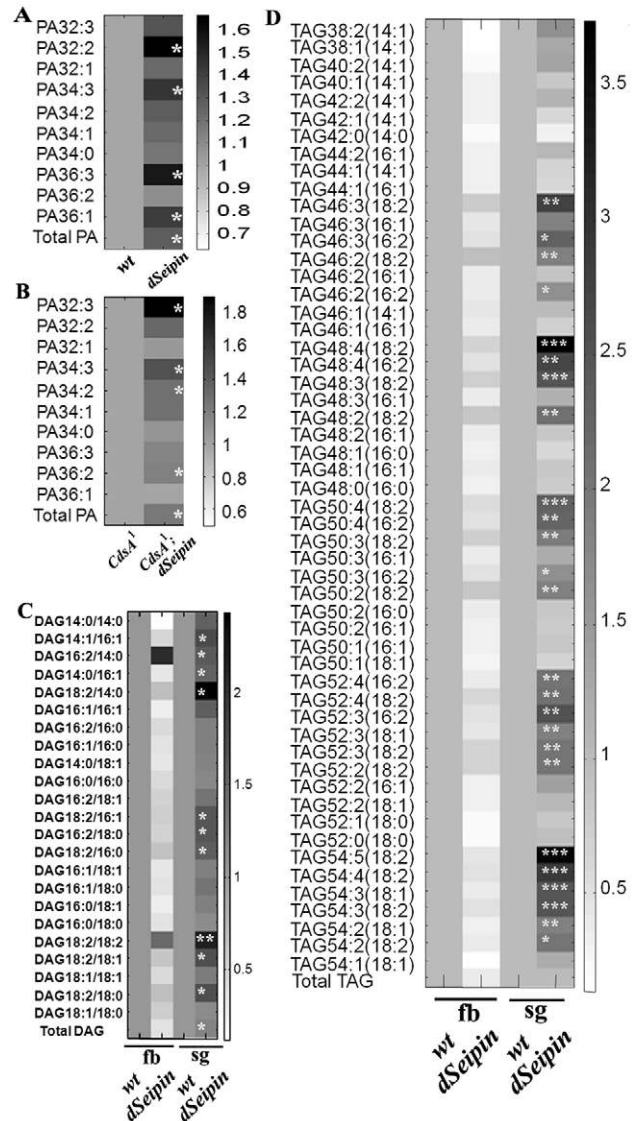 A
PA32:3
PA32:2
PA32:1
PA34:3
PA34:2
PA34:1
PA34:0
PA36:3
PA36:2
PA36:1
Total PA
* * * * *
wt
dSeipin
1.6
1.5
1.4
1.3
1.2
1.1
1
0.9
0.8
0.7
B
PA32:3
PA32:2
PA32:1
PA34:3
PA34:2
PA34:1
PA34:0
PA36:3
PA36:2
PA36:1
Total PA
* * * * *
CdsA1
CdsA1; dSeipin
1.8
1.6
1.4
1.2
1
0.8
0.6
C
DAG14:0/14:0
DAG14:1/16:1 *
DAG16:2/14:0 *
DAG14:0/16:1 *
DAG18:2/14:0 *
DAG16:1/16:1
DAG16:2/16:0
DAG16:1/16:0
DAG14:0/18:1
DAG16:0/16:0
DAG16:2/18:1
DAG18:2/16:1 *
DAG16:2/18:0 *
DAG18:2/16:0 *
DAG16:1/18:1
DAG16:1/18:0
DAG16:0/18:1
DAG16:0/18:0
DAG18:2/18:2 **
DAG18:2/18:1 *
DAG18:1/18:1
DAG18:2/18:0 *
DAG18:1/18:0
Total DAG *
fb sg
wt dSeipin wt dSeipin
2
1.5
1
0.5
D
TAG38:2(14:1)
TAG38:1(14:1)
TAG40:2(14:1)
TAG40:1(14:1)
TAG42:2(14:1)
TAG42:1(14:1)
TAG42:0(14:0)
TAG44:2(16:1)
TAG44:1(14:1)
TAG44:1(16:1)
TAG46:3(18:2) **
TAG46:3(16:1)
TAG46:3(16:2) *
TAG46:2(18:2) **
TAG46:2(16:1)
TAG46:2(16:2) *
TAG46:1(14:1)
TAG46:1(16:1)
TAG48:4(18:2) ***
TAG48:4(16:2) **
TAG48:3(18:2) ***
TAG48:3(16:1)
TAG48:2(18:2) **
TAG48:2(16:1)
TAG48:1(16:0)
TAG48:1(16:1)
TAG48:0(16:0)
TAG50:4(18:2) ***
TAG50:4(16:2) **
TAG50:3(18:2) **
TAG50:3(16:1)
TAG50:3(16:2) *
TAG50:2(18:2) **
TAG50:2(16:0)
TAG50:2(16:1)
TAG50:1(16:1)
TAG50:1(18:1)
TAG52:4(16:2) **
TAG52:4(18:2) **
TAG52:3(16:2) **
TAG52:3(18:1) **
TAG52:3(18:2) **
TAG52:2(18:2) **
TAG52:2(16:1)
TAG52:2(18:1)
TAG52:1(18:0)
TAG52:0(18:0)
TAG54:5(18:2) ***
TAG54:4(18:2) ***
TAG54:3(18:1) ***
TAG54:3(18:2) ***
TAG54:2(18:1) **
TAG54:2(18:2) *
TAG54:1(18:1)
Total TAG
fb sg
wt dSeipin wt dSeipin
3.5
3
2.5
2
1.5
1
0.5